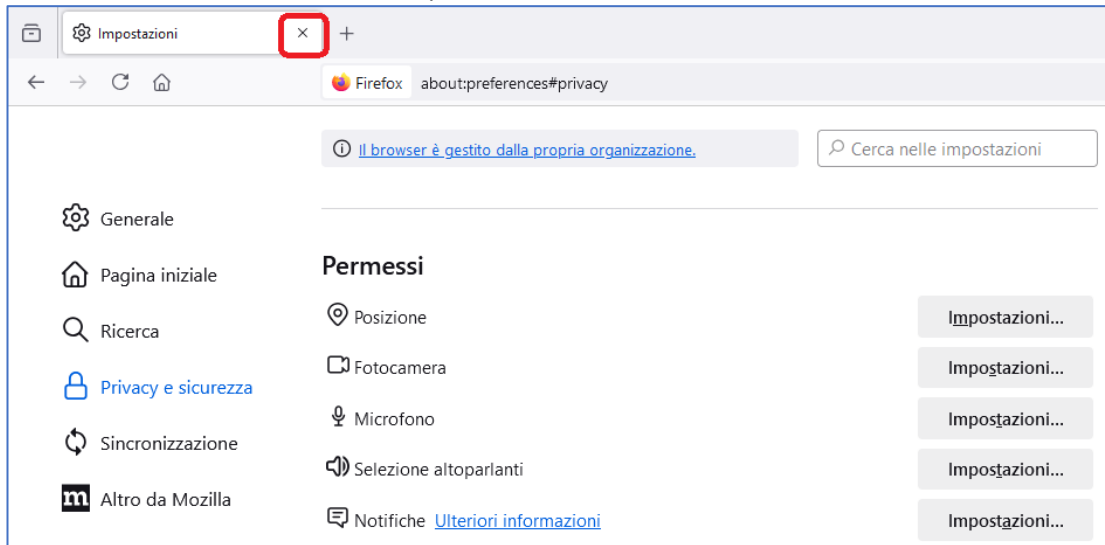 Impostazioni
Firefox about:preferences#privacy
Il browser è gestito dalla propria organizzazione.
Cerca nelle impostazioni
Generale
Pagina iniziale
Ricerca
Privacy e sicurezza
Sincronizzazione
m Altro da Mozilla
Permessi
Posizione Impostazioni...
Fotocamera Impostazioni...
Microfono Impostazioni...
Selezione altoparlanti Impostazioni...
Notifiche Ulteriori informazioni Impostazioni...